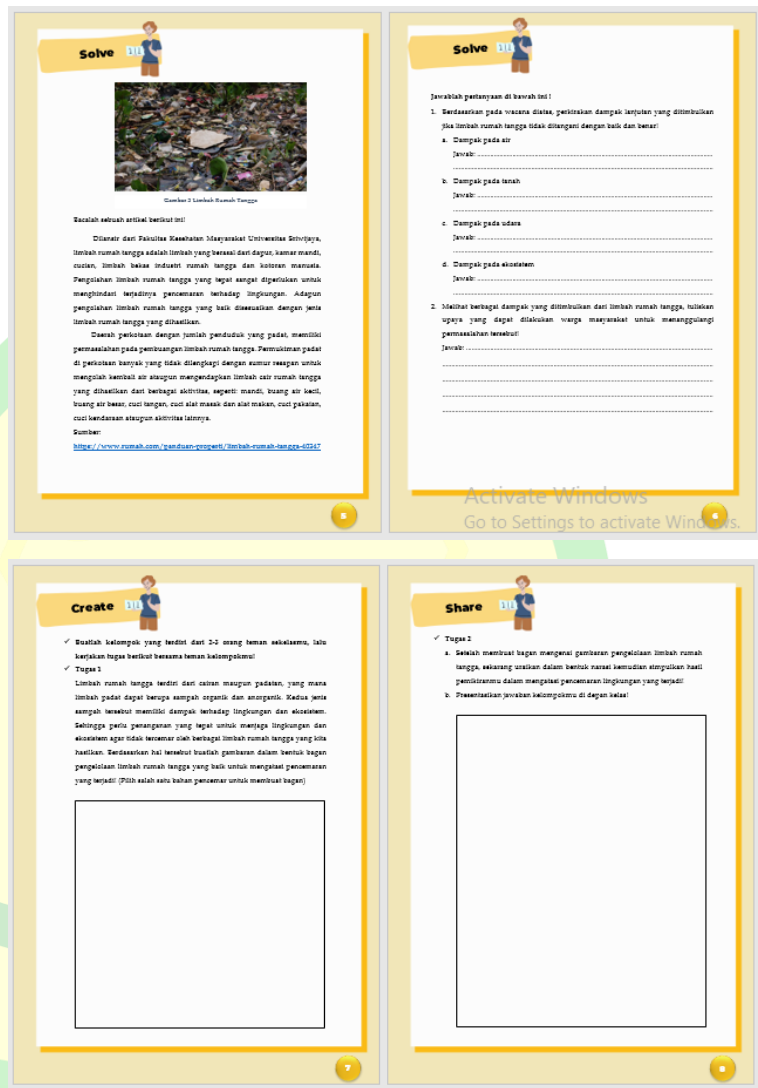 Solve
Gambar 2 Limbah Rumah Tangga
Bacalah sebuah artikel berikut ini!
Dilansir dari Fakultas Kesehatan Masyarakat Universitas Sriwijaya,
limbah rumah tangga adalah limbah yang berasal dari dapur, kamar mandi,
cucian, limbah bekas industri rumah tangga dan kotoran manusia.
Pengolahan limbah rumah tangga yang tepat sangat diperlukan untuk
menghindari terjadinya pencemaran terhadap lingkungan. Adapun
pengolahan limbah rumah tangga yang baik disesuaikan dengan jenis
limbah rumah tangga yang dihasilkan.
Daerah perkotaan dengan jumlah penduduk yang padat, memiliki
permasalahan pada pembuangan limbah rumah tangga. Permukiman padat
di perkotaan banyak yang tidak dilengkapi dengan sumur resapan untuk
mengolah kembali air ataupun mengendapkan limbah cair rumah tangga
yang dihasilkan dari berbagai aktivitas, seperti: mandi, buang air kecil,
buang air besar, cuci tangan, cuci alat masak dan alat makan, cuci pakaian,
cuci kendaraan ataupun aktivitas lainnya.
Sumber:
https://www.rumah.com/panduan-properti/limbah-rumah-tangga-40347
5
Solve
Jawablah pertanyaan di bawah ini !
1. Berdasarkan pada wacana diatas, perkirakan dampak lanjutan yang ditimbulkan
jika limbah rumah tangga tidak ditangani dengan baik dan benar!
a. Dampak pada air
Jawab:
b. Dampak pada tanah
Jawab:
c. Dampak pada udara
Jawab:
d. Dampak pada ekosistem
Jawab:
2. Melihat berbagai dampak yang ditimbulkan dari limbah rumah tangga, tuliskan
upaya yang dapat dilakukan warga masyarakat untuk menanggulangi
permasalahan tersebut!
Jawab:
Activate Windows
Go to Settings to activate Windows.
6
Create
✓ Buatlah kelompok yang terdiri dari 2-3 orang teman sekelasmu, lalu
kerjakan tugas berikut bersama teman kelompokmu!
✓ Tugas 1
Limbah rumah tangga terdiri dari cairan maupun padatan, yang mana
limbah padat dapat berupa sampah organik dan anorganik. Kedua jenis
sampah tersebut memiliki dampak terhadap lingkungan dan ekosistem.
Sehingga perlu penanganan yang tepat untuk menjaga lingkungan dan
ekosistem agar tidak tercemar oleh berbagai limbah rumah tangga yang kita
hasilkan. Berdasarkan hal tersebut buatlah gambaran dalam bentuk bagan
pengelolaan limbah rumah tangga yang baik untuk mengatasi pencemaran
yang terjadi! (Pilih salah satu bahan pencemar untuk membuat bagan)
7
Share
✓ Tugas 2
a. Setelah membuat bagan mengenai gambaran pengelolaan limbah rumah
tangga, sekarang uraikan dalam bentuk narasi kemudian simpulkan hasil
pemikiranmu dalam mengatasi pencemaran lingkungan yang terjadi!
b. Presentasikan jawaban kelompokmu di depan kelas!
8